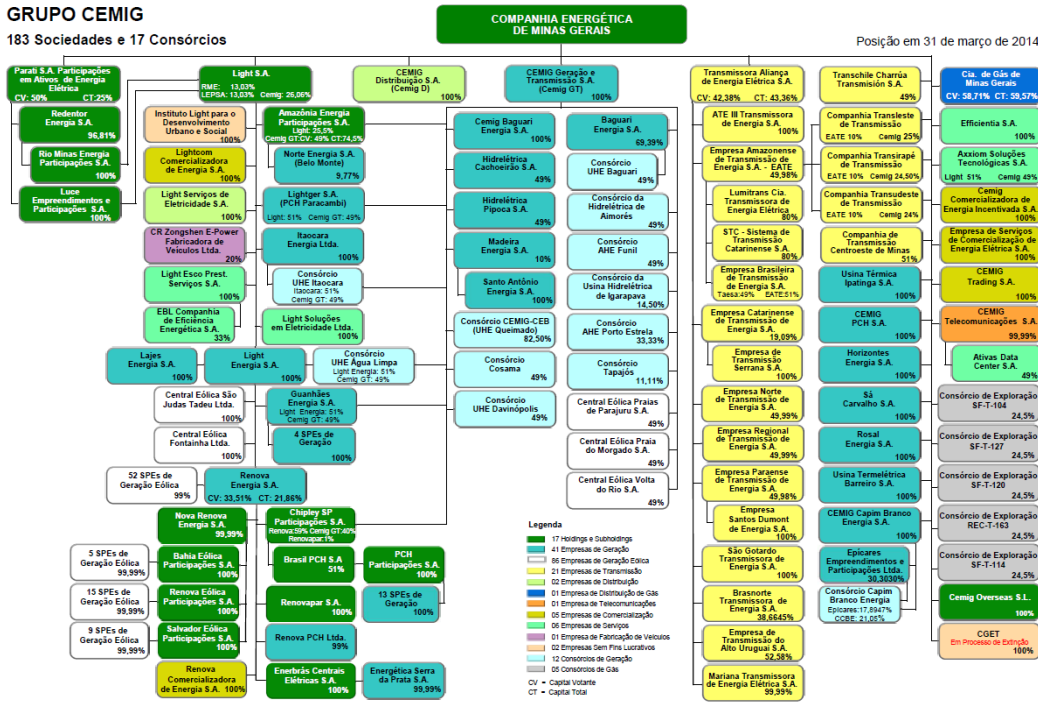 GRUPO CEMIG
183 Sociedades e 17 Consórcios
COMPANHIA ENERGÉTICA
DE MINAS GERAIS
Posição em 31 de março de 2014
Parati S.A. Participações
em Ativos de Energia
Elétrica
CV: 50% CT:25%
Redentor
Energia S.A.
96,81%
Rio Minas Energia
Participações S.A.
100%
Luce
Empreendimentos e
Participações S.A.
100%
Light S.A.
RME: 13,03%
LEPSA: 13,03% Cemig: 26,06%
Instituto Light para o
Desenvolvimento
Urbano e Social
100%
Lightcom
Comercializadora
de Energia S.A.
100%
Light Serviços de
Eletricidade S.A.
100%
CR Zongshen E-Power
Fabricadora de
Veículos Ltda.
20%
Light Esco Prest.
Serviços S.A.
100%
EBL Companhia
de Eficiência
Energética S.A.
33%
Lajes
Energia S.A.
100%
Light
Energia S.A.
100%
Central Eólica São
Judas Tadeu Ltda.
100%
Central Eólica
Fontainha Ltda.
100%
52 SPEs de
Geração Eólica
99%
Renova
Energia S.A.
CV: 33,51% CT: 21,86%
Nova Renova
Energia S.A.
99,99%
5 SPEs de
Geração Eólica
99,99%
Bahia Eólica
Participações S.A.
100%
15 SPEs de
Geração Eólica
99,99%
Renova Eólica
Participações S.A.
100%
9 SPEs de
Geração Eólica
99,99%
Salvador Eólica
Participações S.A.
100%
Renova
Comercializadora
de Energia S.A. 100%
Amazônia Energia
Participações S.A.
Light: 25,5%
Cemig GT:CV: 49% CT:74,5%
Norte Energia S.A.
(Belo Monte)
9,77%
Lightger S.A.
(PCH Paracambi)
Light: 51% Cemig GT: 49%
Itaocara
Energia Ltda.
100%
Consórcio
UHE Itaocara
Itaocara: 51%
Cemig GT: 49%
Light Soluções
em Eletricidade Ltda.
100%
Consórcio
UHE Água Limpa
Light Energia: 51%
Cemig GT: 49%
Guanhães
Energia S.A.
Light Energia: 51%
Cemig GT: 49%
4 SPEs de
Geração
100%
Chipley SP
Participações S.A.
Renova:59% Cemig GT:40%
Renovapar:1%
Brasil PCH S.A
51%
PCH
Participações S.A.
100%
Renovapar S.A.
100%
13 SPEs de
Geração
100%
Renova PCH Ltda.
99%
Enerbrás Centrais
Elétricas S.A.
100%
Energética Serra
da Prata S.A.
99,99%
CEMIG
Distribuição S.A.
(Cemig D)
100%
CEMIG Geração e
Transmissão S.A.
(Cemig GT)
100%
Cemig Baguari
Energia S.A.
100%
Hidrelétrica
Cachoeirão S.A.
49%
Hidrelétrica
Pipoca S.A.
49%
Madeira
Energia S.A.
10%
Santo Antônio
Energia S.A.
100%
Consórcio CEMIG-CEB
(UHE Queimado)
82,50%
Consórcio
Cosama
49%
Consórcio
UHE Davinópolis
49%
Baguari
Energia S.A.
69,39%
Consórcio
UHE Baguari
49%
Consórcio
da Hidrelétrica de
Aimorés
49%
Consórcio
AHE Funil
49%
Consórcio da
Usina Hidrelétrica
de Igarapava
14,50%
Consórcio
AHE Porto Estrela
33,33%
Consórcio
Tapajós
11,11%
Central Eólica Praias
de Parajuru S.A.
49%
Central Eólica Praia
do Morgado S.A.
49%
Central Eólica Volta
do Rio S.A.
49%
Transmissora Aliança
de Energia Elétrica S.A.
CV: 42,38% CT: 43,36%
ATE III Transmissora
de Energia S.A.
100%
Empresa Amazonense
de Transmissão de
Energia S.A. - EATE
49,98%
Lumitrans Cia.
Transmissora de
Energia Elétrica
80%
STC - Sistema de
Transmissão
Catarinense S.A.
80%
Empresa Brasileira
de Transmissão
de Energia S.A.
Taesa:49% EATE:51%
Empresa Catarinense
de Transmissão de
Energia S.A.
19,09%
Empresa de
Transmissão
Serrana S.A.
100%
Empresa Norte
de Transmissão de
Energia S.A.
49,99%
Empresa Regional
de Transmissão de
Energia S.A.
49,99%
Empresa Paraense
de Transmissão de
Energia S.A.
49,98%
Empresa
Santos Dumont
de Energia S.A.
100%
São Gotardo
Transmissora de
Energia S.A.
100%
Brasnorte
Transmissora de
Energia S.A.
38,6645%
Empresa de
Transmissão do
Alto Uruguai S.A.
52,58%
Mariana Transmissora
de Energia Elétrica S.A.
99,99%
Transchile Charrúa
Transmisión S.A.
49%
Companhia Transleste
de Transmissão
EATE 10% Cemig 25%
Companhia Transirapé
de Transmissão
EATE 10% Cemig 24,50%
Companhia Transudeste
de Transmissão
EATE 10% Cemig 24%
Companhia de
Transmissão
Centroeste de Minas
51%
Usina Térmica
Ipatinga S.A.
100%
CEMIG
PCH S.A.
100%
Horizontes
Energia S.A.
100%
Sá
Carvalho S.A.
100%
Rosal
Energia S.A.
100%
Usina Termelétrica
Barreiro S.A.
100%
CEMIG Capim Branco
Energia S.A.
100%
Epícares
Empreendimentos e
Participações Ltda.
30,3030%
Consórcio Capim
Branco Energia
Epícares:17,8947%
CCBE: 21,05%
Cia. de Gás de
Minas Gerais
CV: 58,71% CT: 59,57%
Efficientia S.A.
100%
Axxiom Soluções
Tecnológicas S.A.
Light 51% Cemig 49%
Cemig
Comercializadora de
Energia Incentivada S.A.
100%
Empresa de Serviços
de Comercialização de
Energia Elétrica S.A.
100%
CEMIG
Trading S.A.
100%
CEMIG
Telecomunicações S.A.
99,99%
Ativas Data
Center S.A.
49%
Consórcio de Exploração
SF-T-104
24,5%
Consórcio de Exploração
SF-T-127
24,5%
Consórcio de Exploração
SF-T-120
24,5%
Consórcio de Exploração
REC-T-163
24,5%
Consórcio de Exploração
SF-T-114
24,5%
Cemig Overseas S.L.
100%
CGET
Em Processo de Extinção
100%
Legenda
17 Holdings e Subholdings
41 Empresas de Geração
86 Empresas de Geração Eólica
21 Empresas de Transmissão
02 Empresas de Distribuição
01 Empresa de Distribuição de Gás
01 Empresa de Telecomunicações
05 Empresas de Comercialização
06 Empresas de Serviços
01 Empresa de Fabricação de Veículos
02 Empresas Sem Fins Lucrativos
12 Consórcios de Geração
05 Consórcios de Gás
CV = Capital Votante
CT = Capital Total